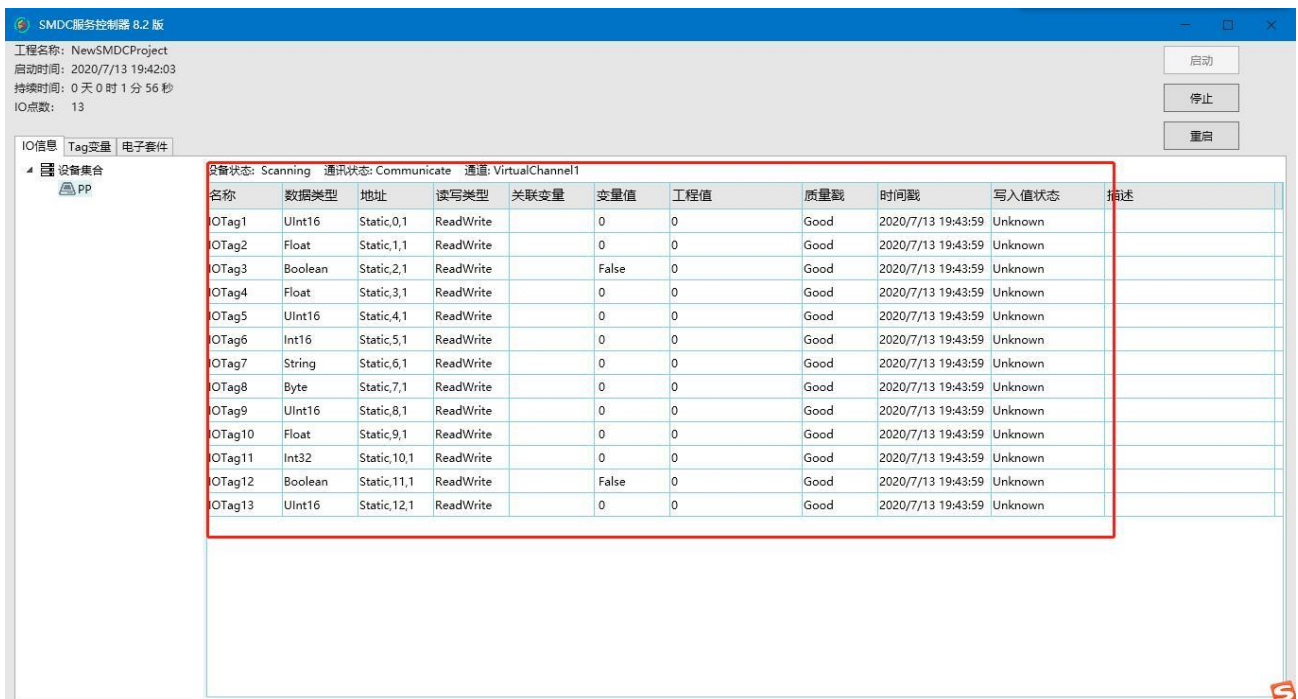 SMDC服务控制器 8.2 版
工程名称: NewSMDCProject
启动时间: 2020/7/13 19:42:03
持续时间: 0 天 0 时 1 分 56 秒
IO点数: 13
启动
停止
重启
IO信息 Tag变量 电子套件
设备集合
PP
设备状态: Scanning 通讯状态: Communicate 通道: VirtualChannel1
名称 数据类型 地址 读写类型 关联变量 变量值 工程值 质量戳 时间戳 写入值状态 描述
IOTag1 UInt16 Static,0,1 ReadWrite 0 0 Good 2020/7/13 19:43:59 Unknown
IOTag2 Float Static,1,1 ReadWrite 0 0 Good 2020/7/13 19:43:59 Unknown
IOTag3 Boolean Static,2,1 ReadWrite False 0 Good 2020/7/13 19:43:59 Unknown
IOTag4 Float Static,3,1 ReadWrite 0 0 Good 2020/7/13 19:43:59 Unknown
IOTag5 UInt16 Static,4,1 ReadWrite 0 0 Good 2020/7/13 19:43:59 Unknown
IOTag6 Int16 Static,5,1 ReadWrite 0 0 Good 2020/7/13 19:43:59 Unknown
IOTag7 String Static,6,1 ReadWrite 0 0 Good 2020/7/13 19:43:59 Unknown
IOTag8 Byte Static,7,1 ReadWrite 0 0 Good 2020/7/13 19:43:59 Unknown
IOTag9 UInt16 Static,8,1 ReadWrite 0 0 Good 2020/7/13 19:43:59 Unknown
IOTag10 Float Static,9,1 ReadWrite 0 0 Good 2020/7/13 19:43:59 Unknown
IOTag11 Int32 Static,10,1 ReadWrite 0 0 Good 2020/7/13 19:43:59 Unknown
IOTag12 Boolean Static,11,1 ReadWrite False 0 Good 2020/7/13 19:43:59 Unknown
IOTag13 UInt16 Static,12,1 ReadWrite 0 0 Good 2020/7/13 19:43:59 Unknown